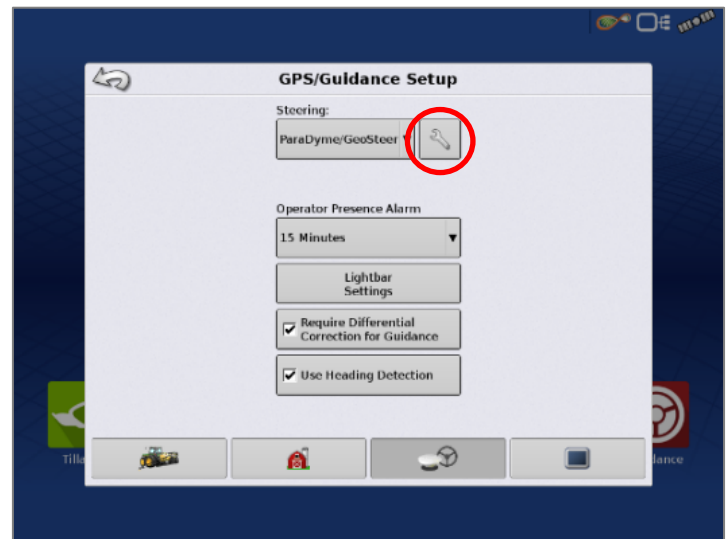 GPS/Guidance Setup
Steering:
ParaDyme/GeoSteer
Operator Presence Alarm
15 Minutes
Lightbar
Settings
Require Differential
Correction for Guidance
Use Heading Detection
Tilla
dance